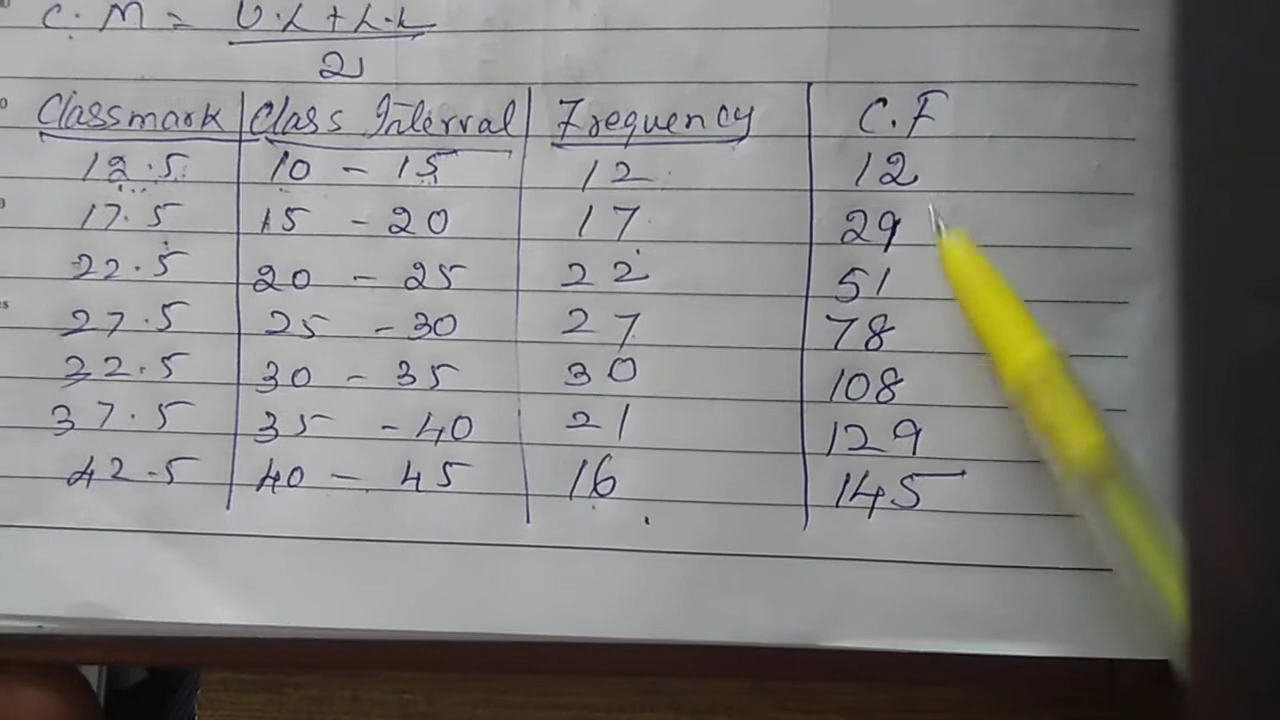 C.M = U.L + L.L
2
Classmark Class Interval Frequency C.F
12.5 10 - 15 12 12
17.5 15 - 20 17 29
22.5 20 - 25 22 51
27.5 25 - 30 27 78
32.5 30 - 35 30 108
37.5 35 - 40 21 129
42.5 40 - 45 16 145